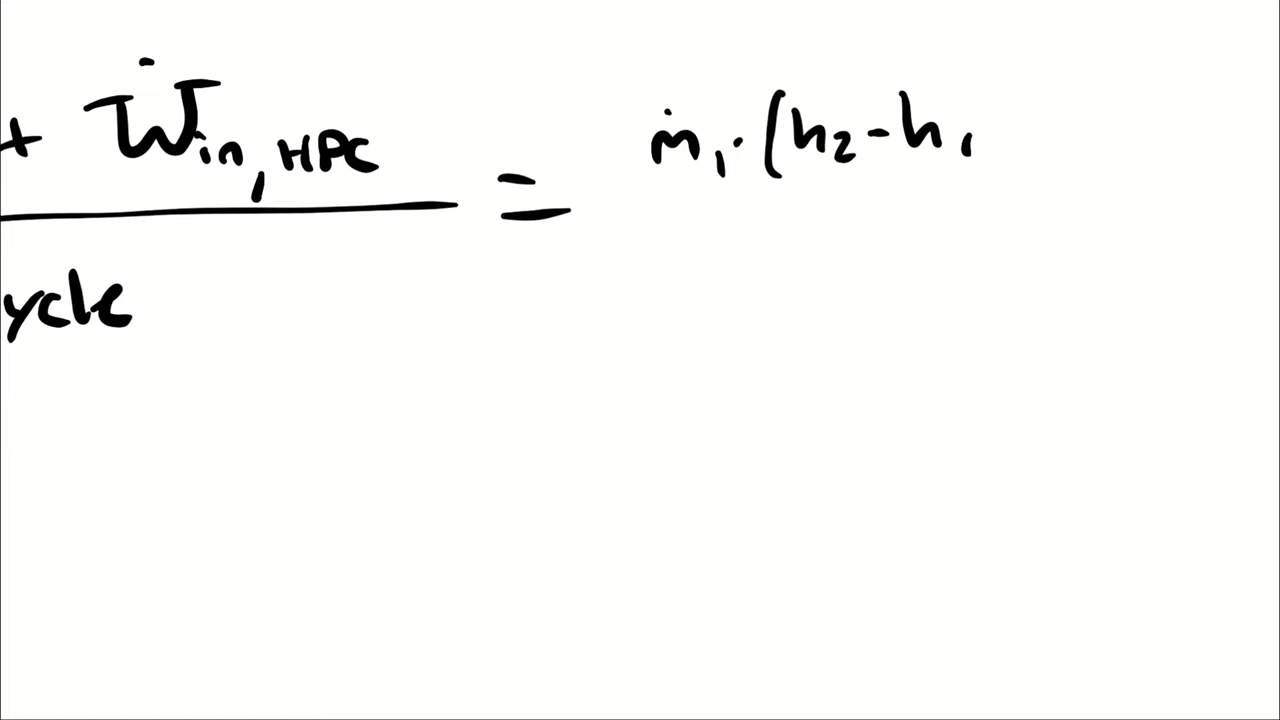 + Ẇin, HPC = ṁ₁·(h₂-h₁
ycle